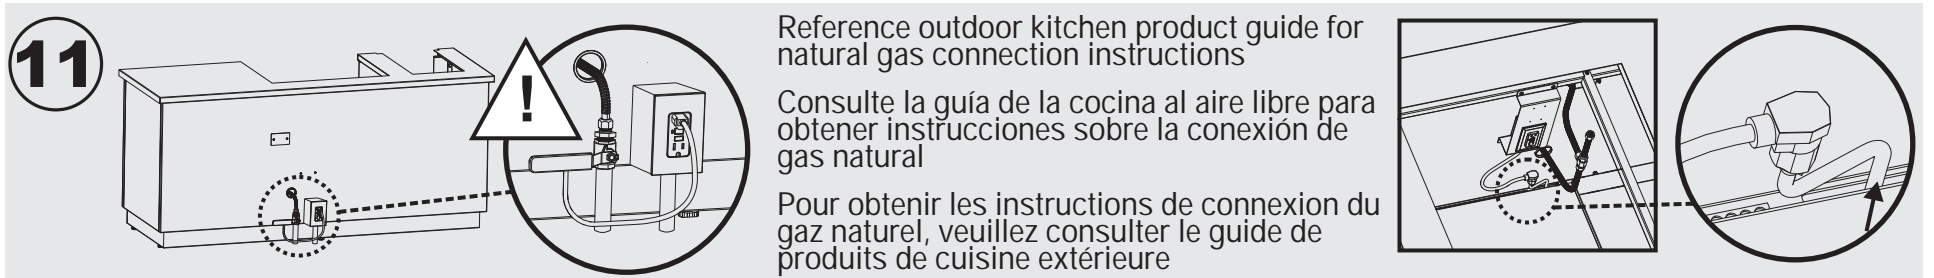 11
!
Reference outdoor kitchen product guide for
natural gas connection instructions
Consulte la guía de la cocina al aire libre para
obtener instrucciones sobre la conexión de
gas natural
Pour obtenir les instructions de connexion du
gaz naturel, veuillez consulter le guide de
produits de cuisine extérieure